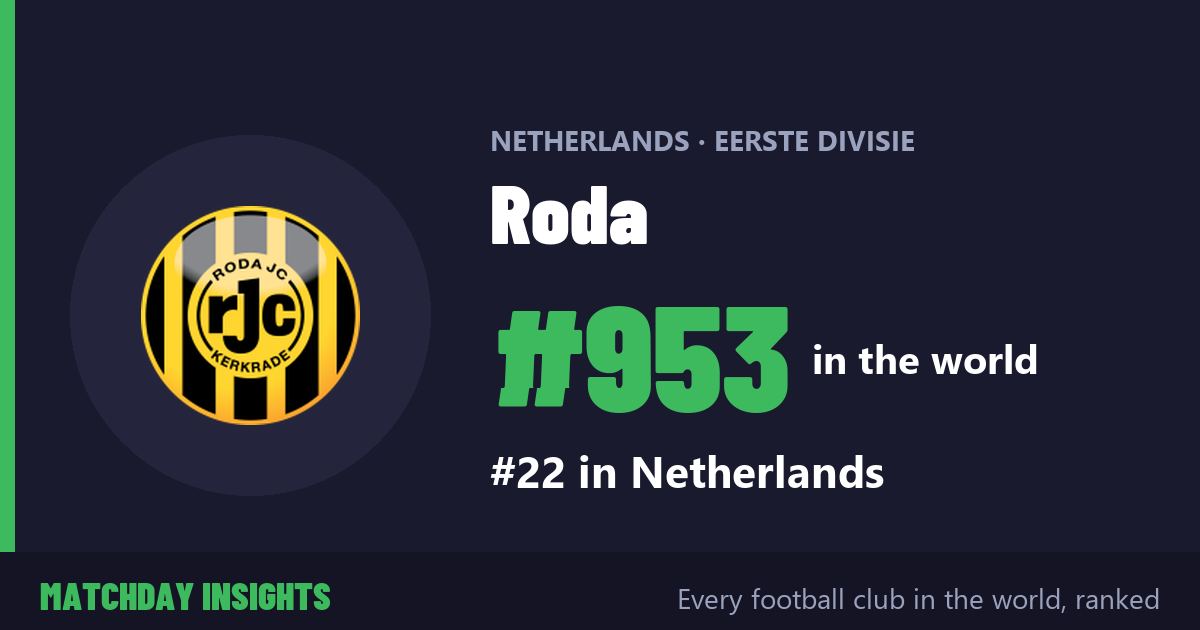 NETHERLANDS · EERSTE DIVISIE
Roda
RODA JC
rJc
KERKRADE
#953 in the world
#22 in Netherlands
MATCHDAY INSIGHTS
Every football club in the world, ranked